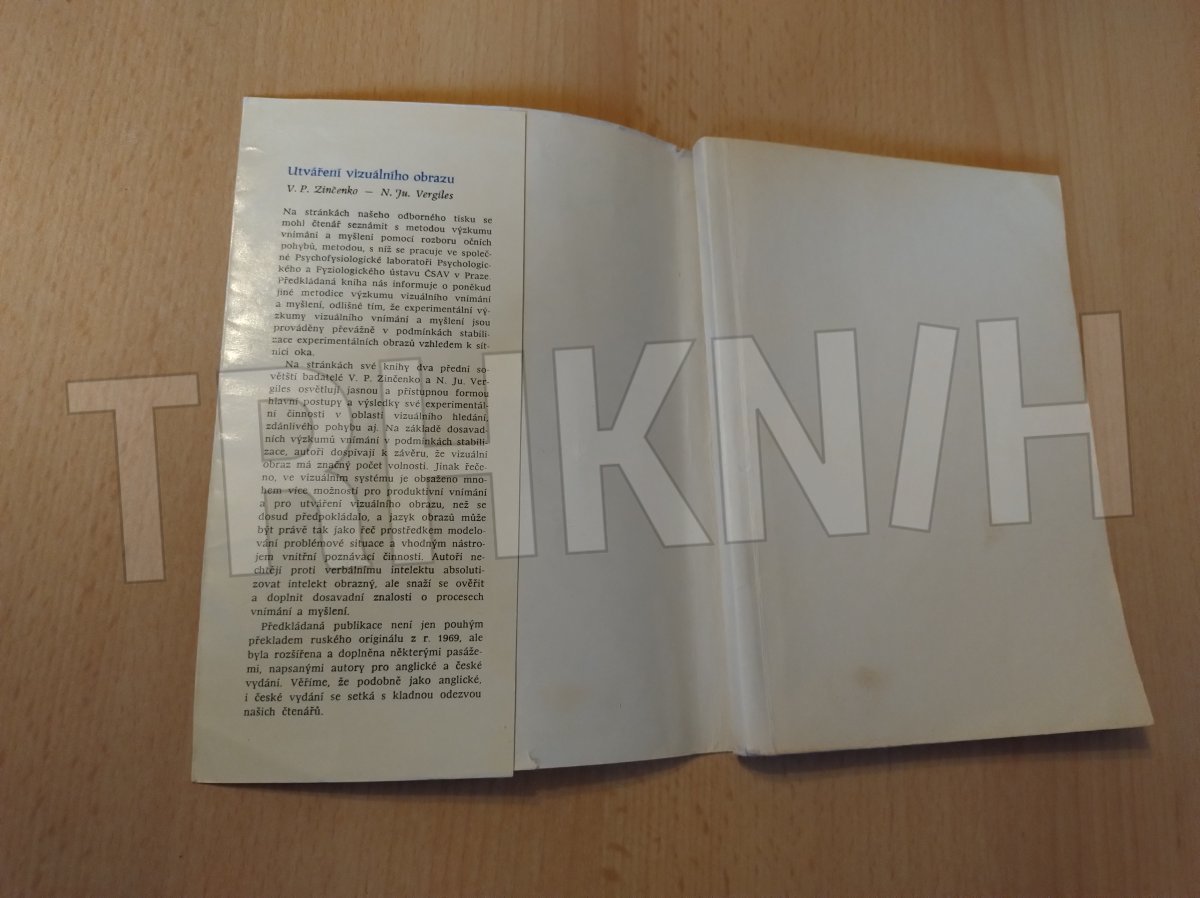 Utváření vizuálního obrazu
V. P. Zinčenko — N. Ju. Vergiles
Na stránkách našeho odborného tisku se
mohl čtenář seznámit s metodou výzkumu
vnímání a myšlení pomocí rozboru očních
pohybů, metodou, s níž se pracuje ve společ-
né Psychofysiologické laboratoři Psychologic-
kého a Fyziologického ústavu ČSAV v Praze.
Předkládaná kniha nás informuje o poněkud
jiné metodice výzkumu vizuálního vnímání
a myšlení, odlišné tím, že experimentální vý-
zkumy vizuálního vnímání a myšlení jsou
prováděny převážně v podmínkách stabili-
zace experimentálních obrazů vzhledem k sít-
nici oka.
Na stránkách své knihy dva přední so-
větští badatelé V. P. Zinčenko a N. Ju. Ver-
giles osvětlují jasnou a přístupnou formou
hlavní postupy a výsledky své experimentál-
ní činnosti v oblasti vizuálního hledání,
zdánlivého pohybu aj. Na základě dosavad-
ních výzkumů vnímání v podmínkách stabili-
zace, autoři dospívají k závěru, že vizuální
obraz má značný počet volností. Jinak řeče-
no, ve vizuálním systému je obsaženo mno-
hem více možností pro produktivní vnímání
a pro utváření vizuálního obrazu, než se
dosud předpokládalo, a jazyk obrazů může
být právě tak jako řeč prostředkem modelo-
vání problémové situace a vhodným nástro-
jem vnitřní poznávací činnosti. Autoři ne-
chtějí proti verbálnímu intelektu absoluti-
zovat intelekt obrazný, ale snaží se ověřit
a doplnit dosavadní znalosti o procesech
vnímání a myšlení.
Předkládaná publikace není jen pouhým
překladem ruského originálu z r. 1969, ale
byla rozšířena a doplněna některými pasáže-
mi, napsanými autory pro anglické a české
vydání. Věříme, že podobně jako anglické,
i české vydání se setká s kladnou odezvou
našich čtenářů.
TRHKNIH